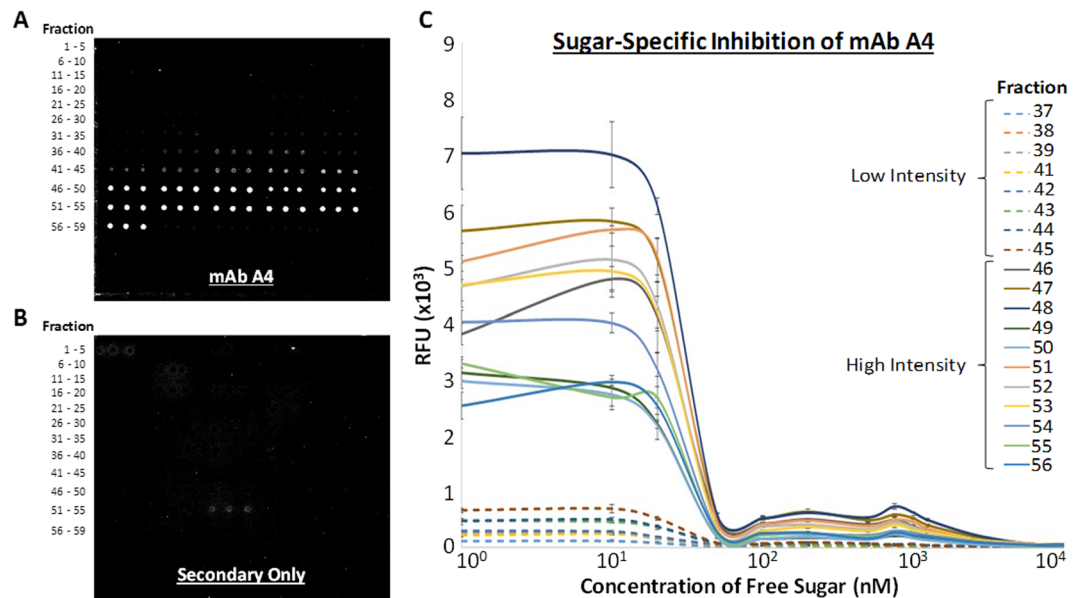 A
Fraction
1 - 5
6 - 10
11 - 15
16 - 20
21 - 25
26 - 30
31 - 35
36 - 40
41 - 45
46 - 50
51 - 55
56 - 59
mAb A4
B
Fraction
1 - 5
6 - 10
11 - 15
16 - 20
21 - 25
26 - 30
31 - 35
36 - 40
41 - 45
46 - 50
51 - 55
56 - 59
Secondary Only
C
Sugar-Specific Inhibition of mAb A4
RFU (x10³)
9
8
7
6
5
4
3
2
1
0
10⁰
10¹
10²
10³
10⁴
Concentration of Free Sugar (nM)
Fraction
Low Intensity
37
38
39
41
42
43
44
45
High Intensity
46
47
48
49
50
51
52
53
54
55
56